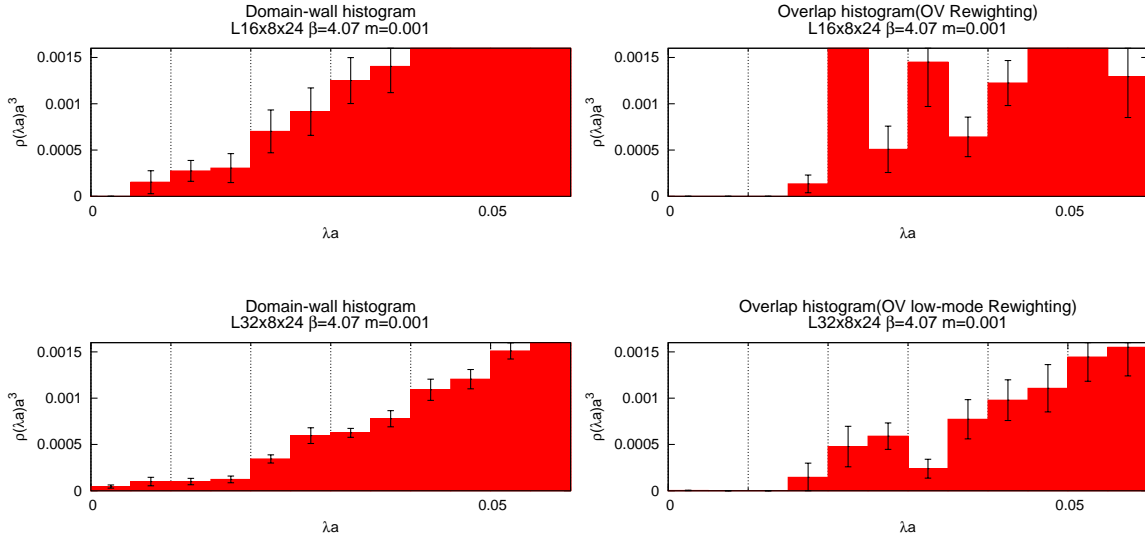 Domain-wall histogram
L16x8x24 β=4.07 m=0.001
0.0015
0.001
0.0005
0
ρ(λa)a³
0
0.05
λa
Overlap histogram(OV Rewighting)
L16x8x24 β=4.07 m=0.001
0.0015
0.001
0.0005
0
ρ(λa)a³
0
0.05
λa
Domain-wall histogram
L32x8x24 β=4.07 m=0.001
0.0015
0.001
0.0005
0
ρ(λa)a³
0
0.05
λa
Overlap histogram(OV low-mode Rewighting)
L32x8x24 β=4.07 m=0.001
0.0015
0.001
0.0005
0
ρ(λa)a³
0
0.05
λa